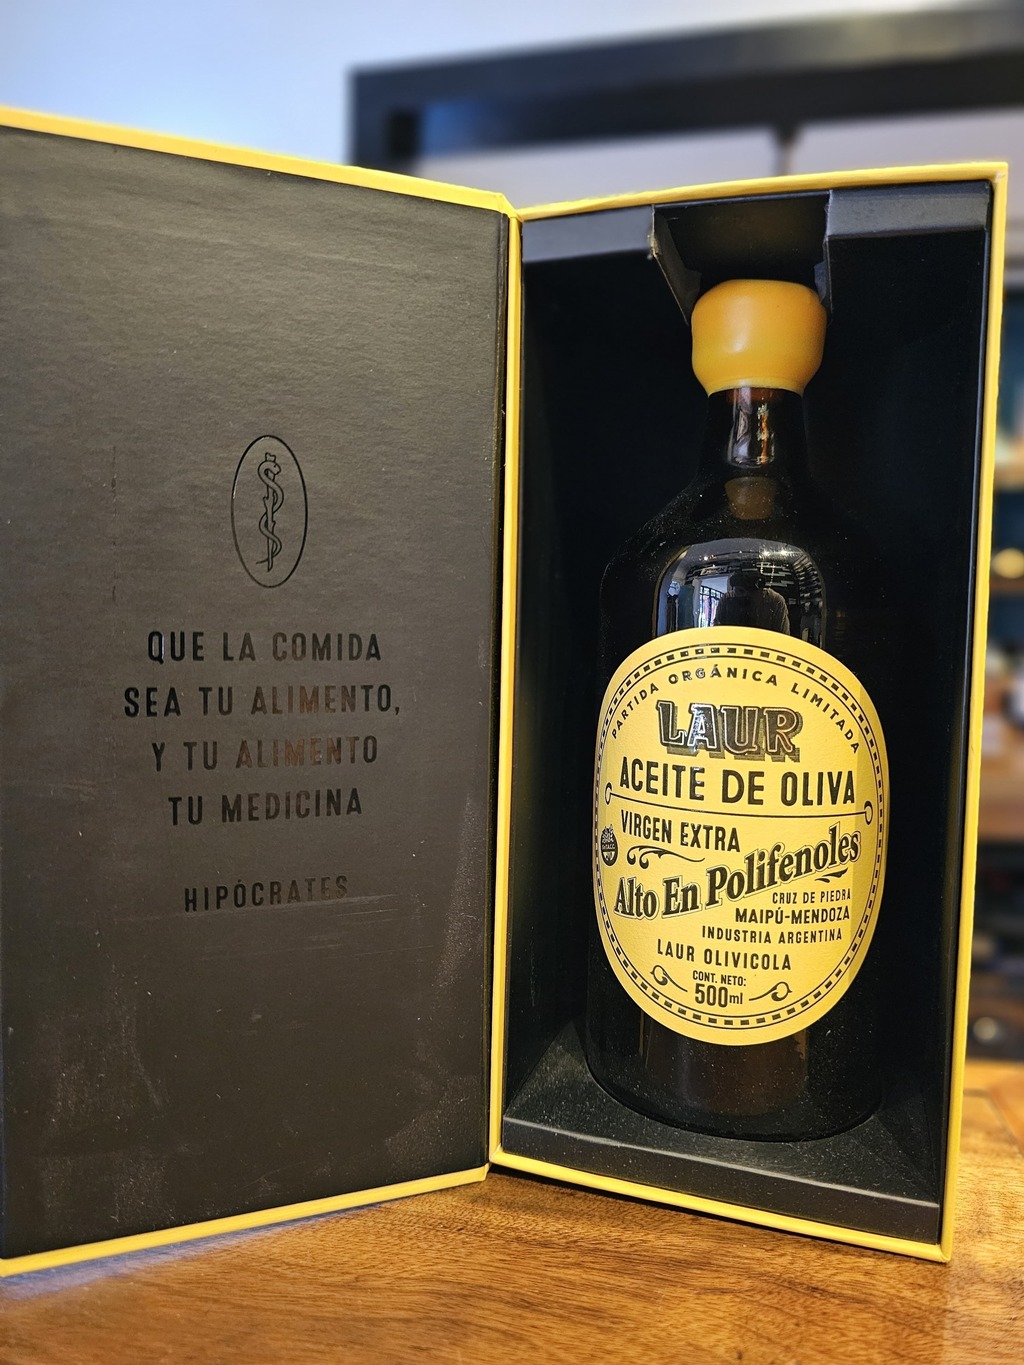 QUE LA COMIDA
SEA TU ALIMENTO,
Y TU ALIMENTO
TU MEDICINA
HIPÓCRATES
PARTIDA ORGÁNICA LIMITADA
LAUR
ACEITE DE OLIVA
VIRGEN EXTRA
Alto En Polifenoles
CRUZ DE PIEDRA
MAIPÚ-MENDOZA
INDUSTRIA ARGENTINA
LAUR OLIVICOLA
CONT. NETO:
500ml